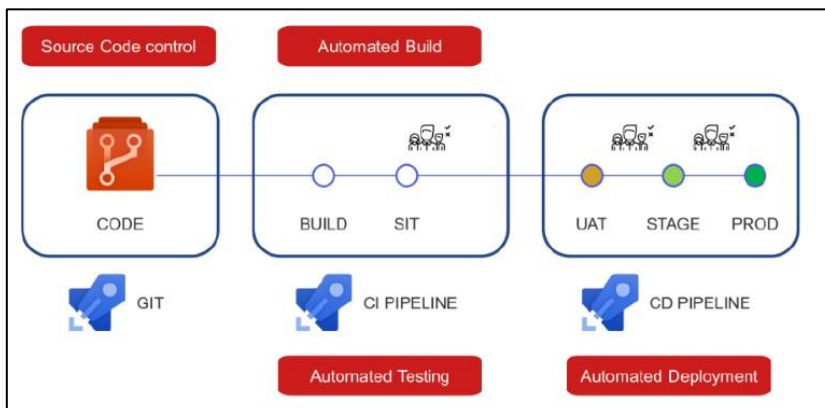 Source Code control
Automated Build
CODE
BUILD
SIT
UAT
STAGE
PROD
GIT
CI PIPELINE
CD PIPELINE
Automated Testing
Automated Deployment